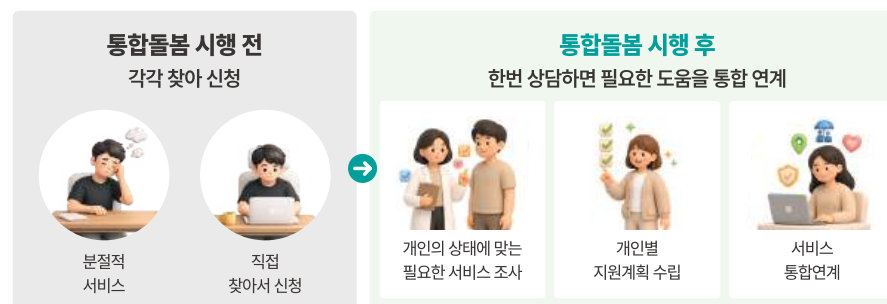 통합돌봄 시행 전
각각 찾아 신청
분절적
서비스
직접
찾아서 신청
통합돌봄 시행 후
한번 상담하면 필요한 도움을 통합 연계
개인의 상태에 맞는
필요한 서비스 조사
개인별
지원계획 수립
서비스
통합연계